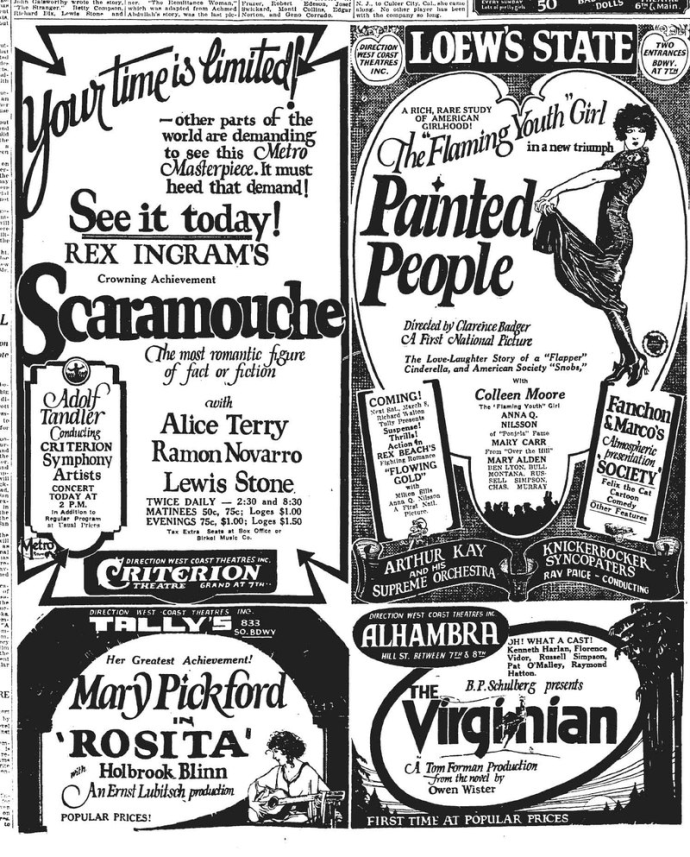 John Galsworthy wrote the story,
"The Stranger." Betty Compson,
Richard Dix, Lewis Stone and
iner. "The Remittance Woman,"
which was adapted from Achmed
Abdullah's story, was the last pic-
Frazer, Robert Edeson, Josef
Swickard, Monti Collins, Edgar
Norton, and Geno Corrado.
N. J., to Culver City, Cal., she came
along. No other player has been
with the company so long.
EVERY SUNDAY
50
DOLLS
6th & Main.
Your time is limited!
—other parts of the
world are demanding
to see this Metro
Masterpiece. It must
heed that demand!
See it today!
REX INGRAM'S
Crowning Achievement
Scaramouche
The most romantic figure
of fact or fiction
with
Alice Terry
Ramon Novarro
Lewis Stone
TWICE DAILY — 2:30 and 8:30
MATINEES 50c, 75c; Loges $1.00
EVENINGS 75c, $1.00; Loges $1.50
Tax Extra Seats at Box Office or
Birkel Music Co.
Adolf
Tandler
Conducting
CRITERION
Symphony
Artists
CONCERT
TODAY AT
2 P.M.
In Addition to
Regular Program
at Usual Prices
Metro
DIRECTION WEST COAST THEATRES INC.
CRITERION
THEATRE GRAND AT 7TH
DIRECTION
WEST COAST
THEATRES
INC.
LOEW'S STATE
TWO
ENTRANCES
BDWY.
AT 7TH
A RICH, RARE STUDY
OF AMERICAN
GIRLHOOD!
The "Flaming Youth" Girl
in a new triumph
Painted
People
Directed by Clarence Badger
A First National Picture
The Love-Laughter Story of a "Flapper"
Cinderella, and American Society "Snobs,"
With
Colleen Moore
The "Flaming Youth" Girl
ANNA Q.
NILSSON
of "Ponjola" Fame
MARY CARR
From "Over the Hill"
MARY ALDEN
DEN LYON, BULL
MONTANA, RUS-
SELL SIMPSON,
CHAS. MURRAY
COMING!
Next Sat., March 8,
Richard Walton
Tully Presents
Suspense!
Thrills!
Action in
REX BEACH'S
Fighting Romance
"FLOWING
GOLD"
with
Milton Sills
Anna Q. Nilsson
A First Natl.
Picture.
Fanchon
& Marco's
Atmospheric
presentation
"SOCIETY"
Felix the Cat
Cartoon
Comedy
Other Features
ARTHUR KAY
AND HIS
SUPREME ORCHESTRA
KNICKERBOCKER
SYNCOPATERS
RAY PAIGE - CONDUCTING
DIRECTION WEST COAST THEATRES INC.
TALLY'S 833
SO. BDWY
Her Greatest Achievement!
Mary Pickford
IN
'ROSITA'
with Holbrook Blinn
An Ernst Lubitsch production
POPULAR PRICES!
DIRECTION WEST COAST THEATRES INC.
ALHAMBRA
HILL ST. BETWEEN 7TH & 8TH
OH! WHAT A CAST!
Kenneth Harlan, Florence
Vidor, Russell Simpson,
Pat O'Malley, Raymond
Hatton.
B.P. Schulberg presents
THE
Virginian
A Tom Forman Production
from the novel by
Owen Wister
FIRST TIME AT POPULAR PRICES